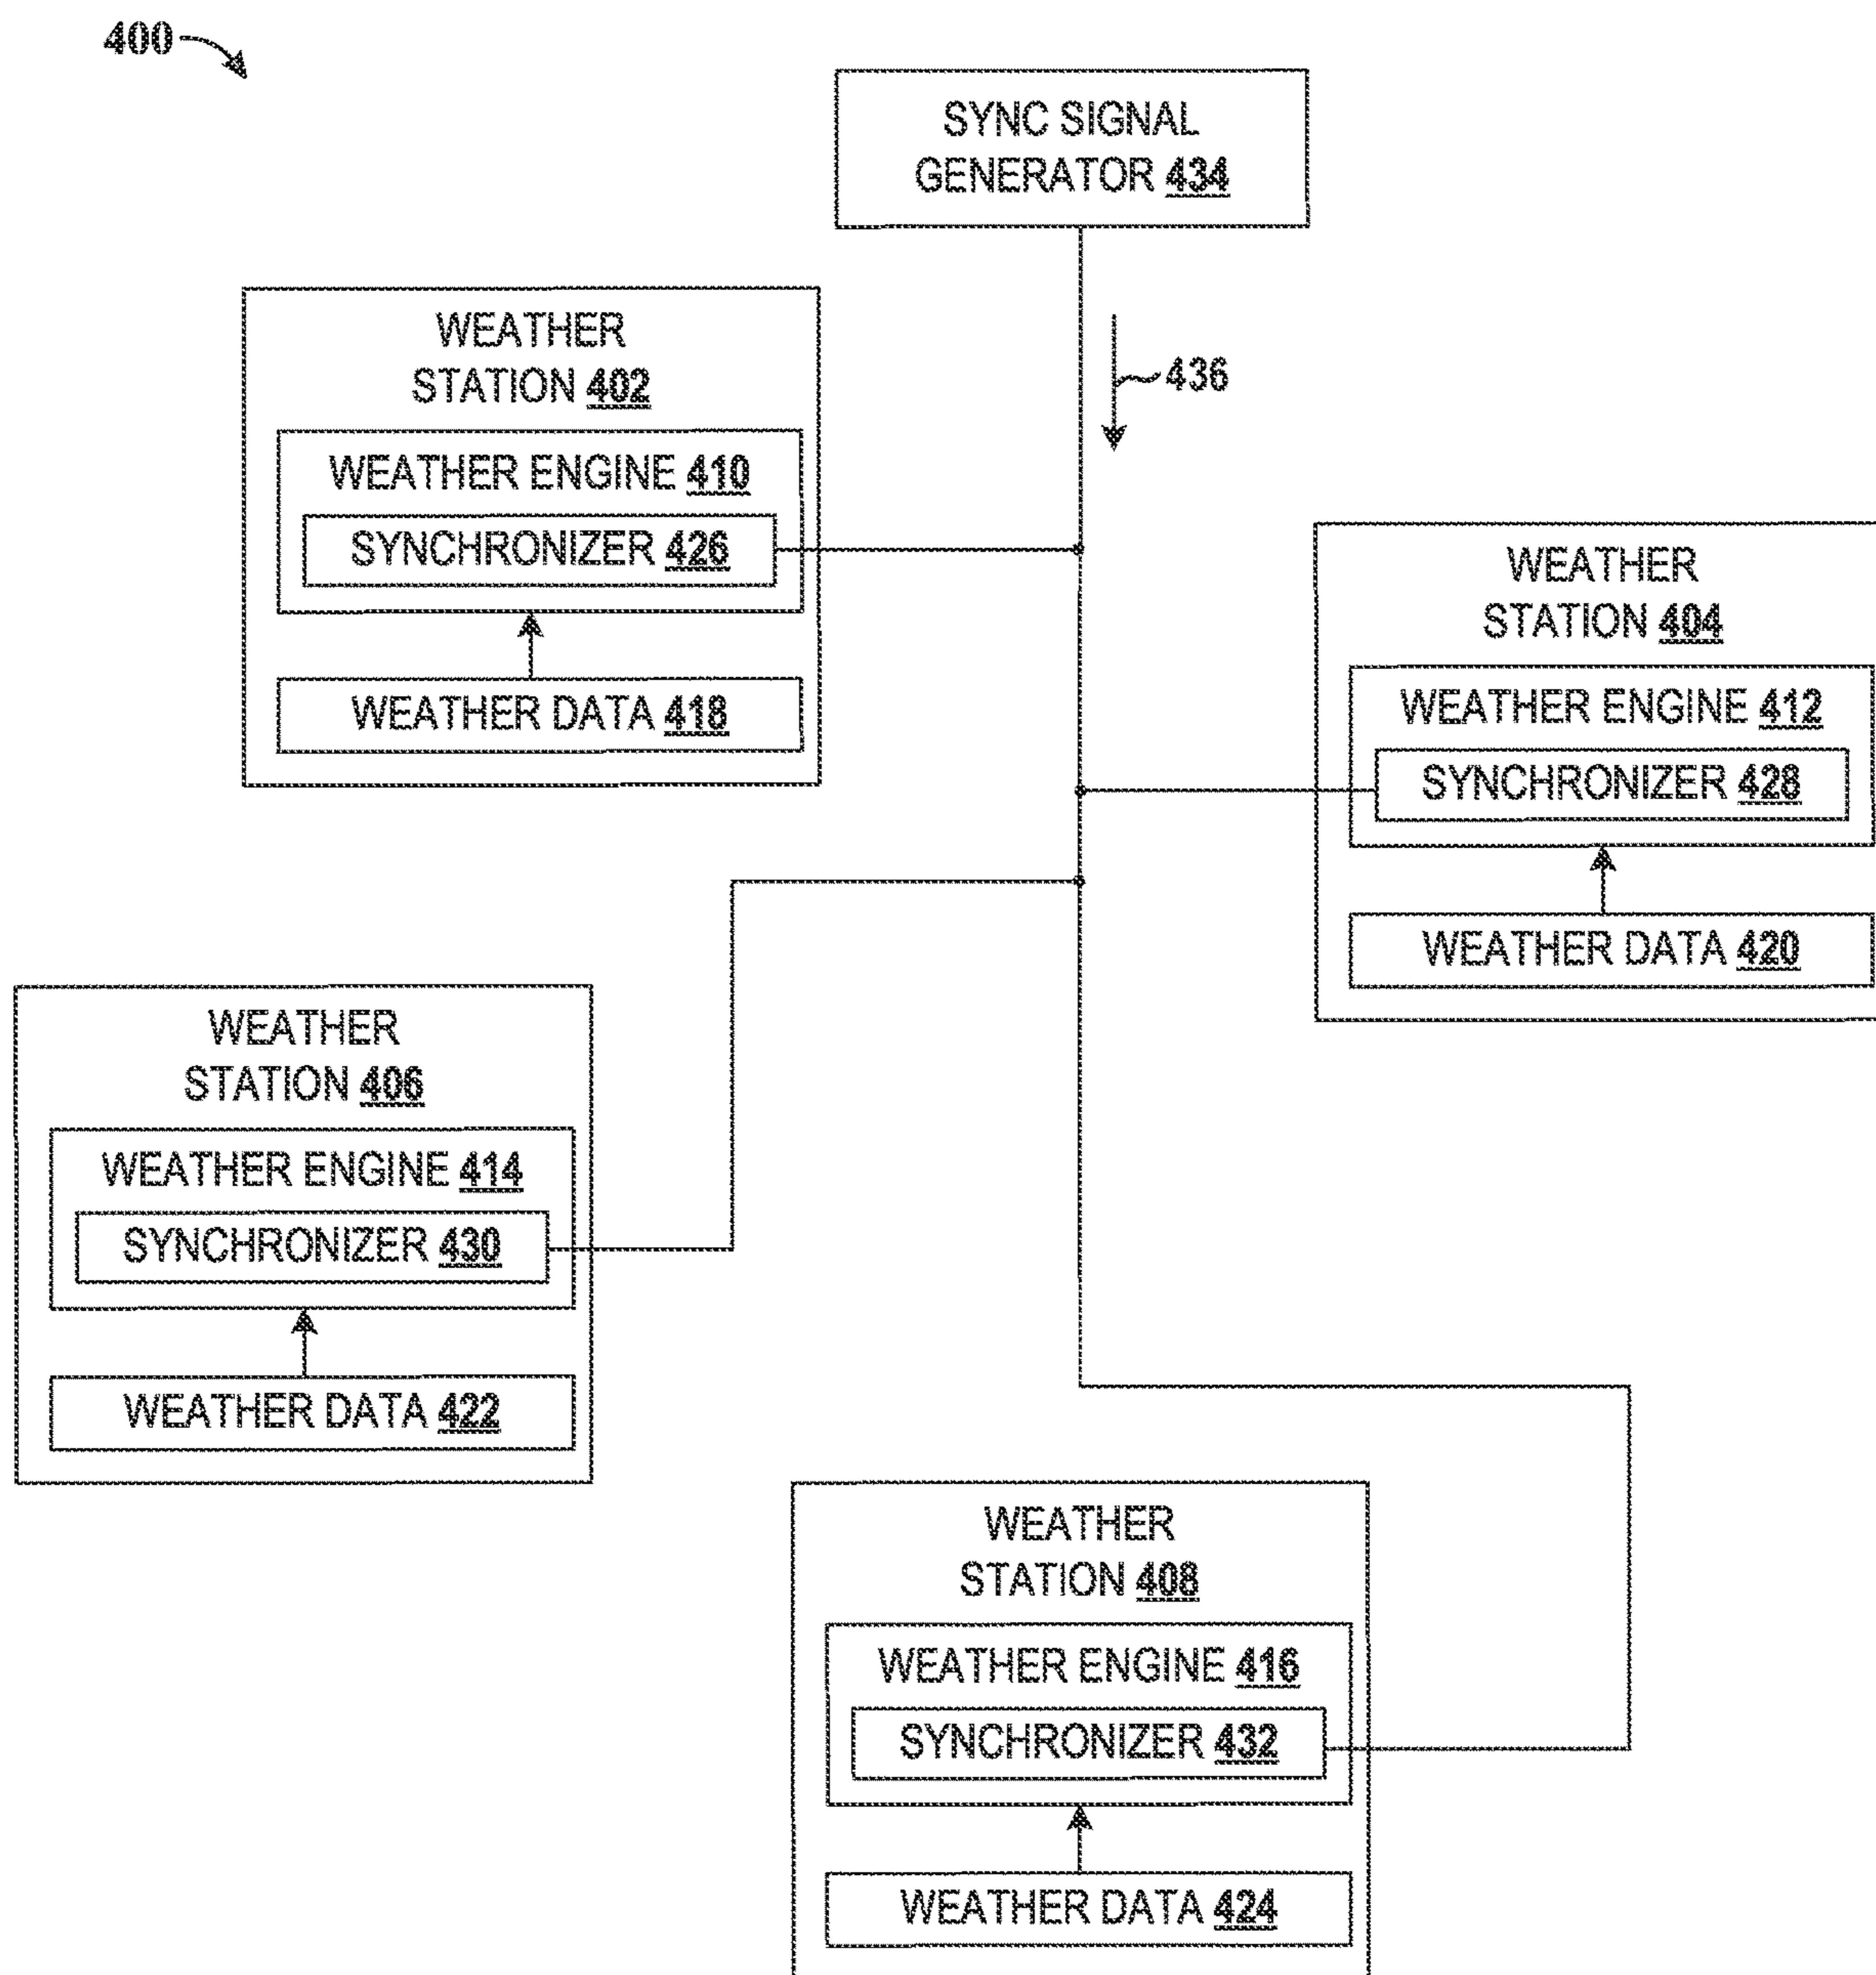 400
SYNC SIGNAL
GENERATOR 434
436
WEATHER
STATION 402
WEATHER ENGINE 410
SYNCHRONIZER 426
WEATHER DATA 418
WEATHER
STATION 404
WEATHER ENGINE 412
SYNCHRONIZER 428
WEATHER DATA 420
WEATHER
STATION 406
WEATHER ENGINE 414
SYNCHRONIZER 430
WEATHER DATA 422
WEATHER
STATION 408
WEATHER ENGINE 416
SYNCHRONIZER 432
WEATHER DATA 424